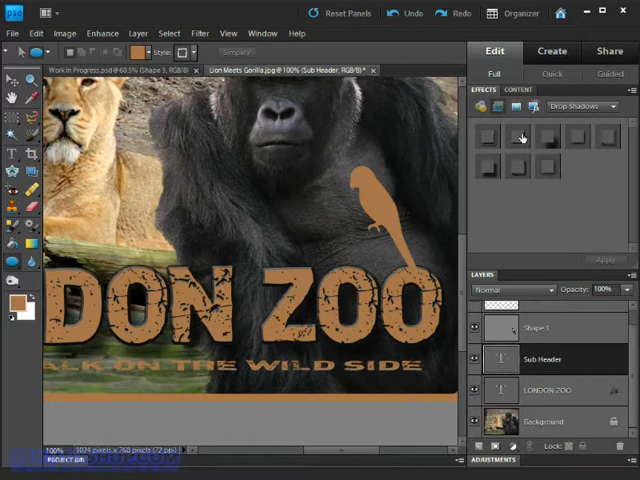 pse
Reset Panels
Undo
Redo
Organizer
File Edit Image Enhance Layer Select Filter View Window Help
Style:
Simplify
Edit
Create
Share
Work in Progress.psd @ 60.5% (Shape 3, RGB/8) ×
Lion Meets Gorilla.jpg @ 100% (Sub Header, RGB/8*) ×
Full
Quick
Guided
EFFECTS
CONTENT
Drop Shadows
Apply
LAYERS
Normal
Opacity: 100%
Shape 1
Sub Header
LONDON ZOO
fx
Background
DON ZOO
ALK ON THE WILD SIDE
100%
1024 pixels x 768 pixels (72 ppi)
Lock:
PROJECT BIN
ADJUSTMENTS